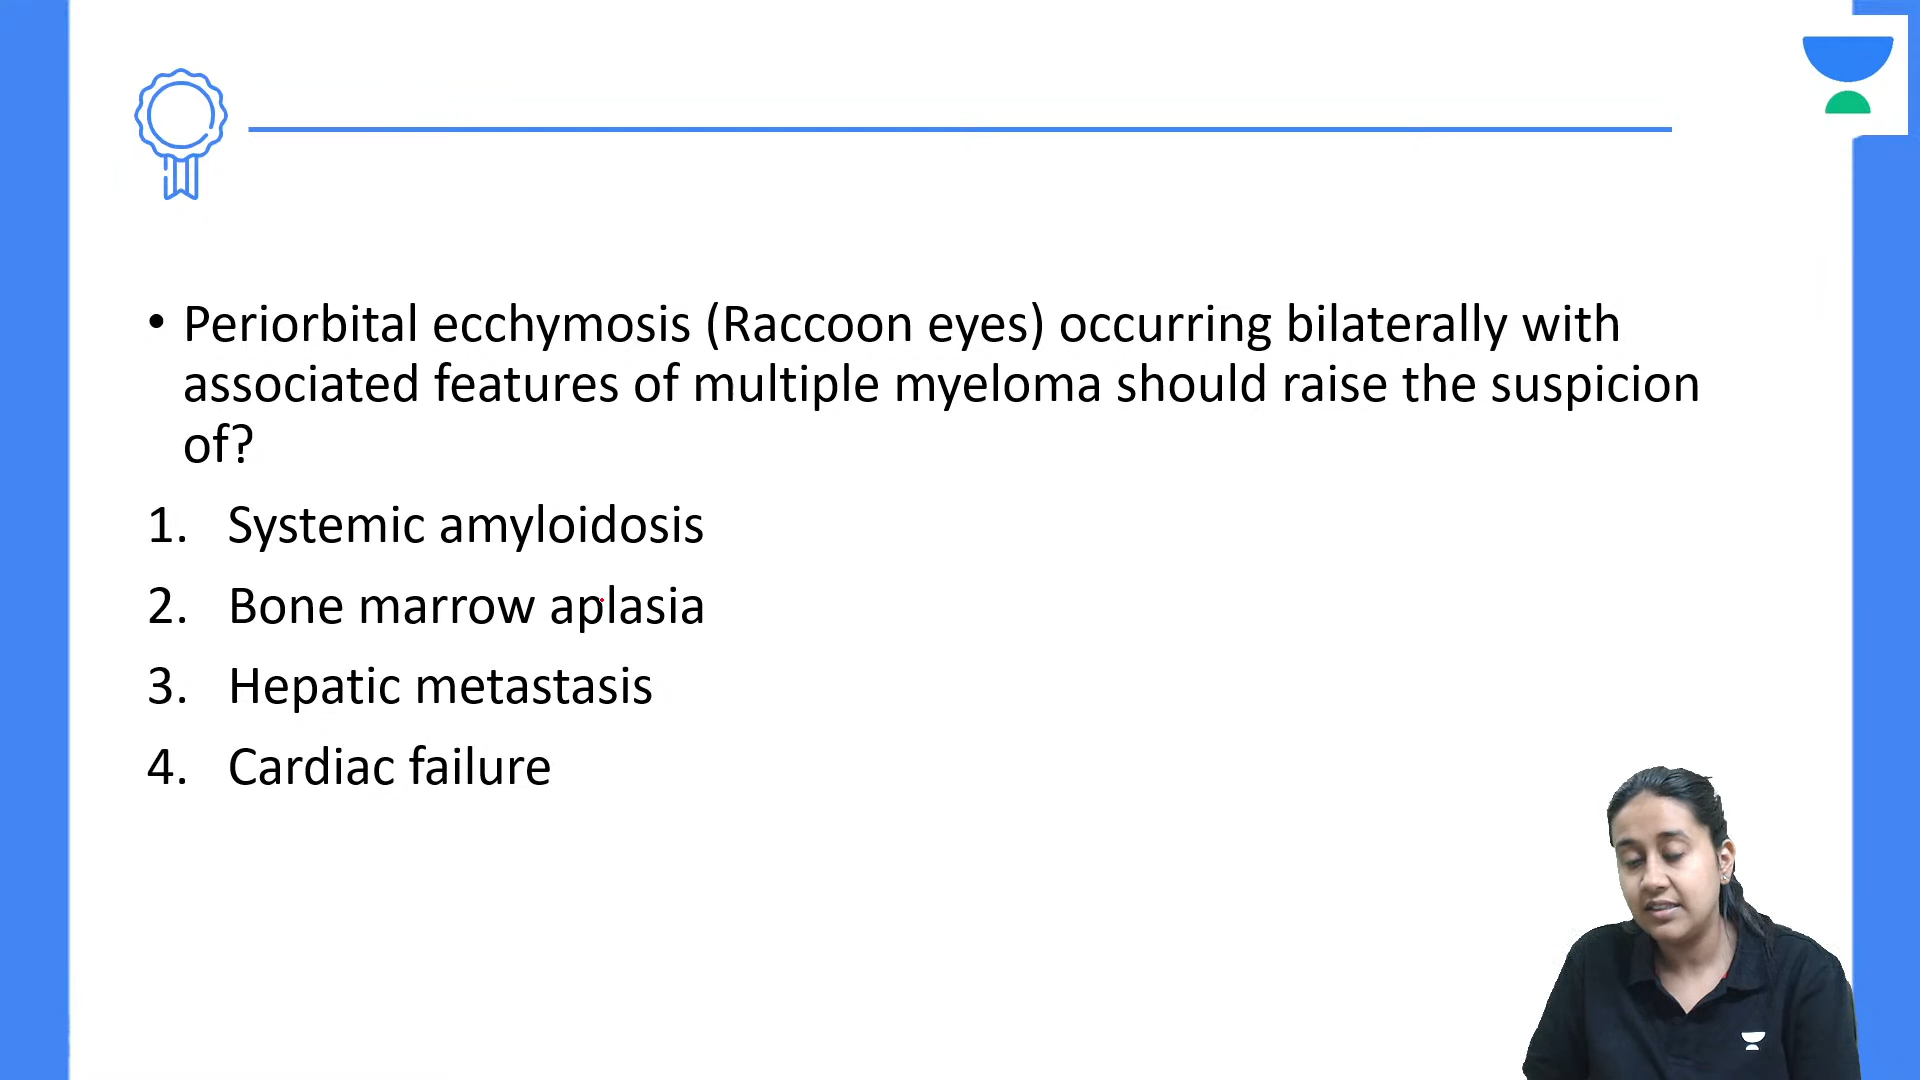 • Periorbital ecchymosis (Raccoon eyes) occurring bilaterally with
associated features of multiple myeloma should raise the suspicion
of?
1. Systemic amyloidosis
2. Bone marrow aplasia
3. Hepatic metastasis
4. Cardiac failure